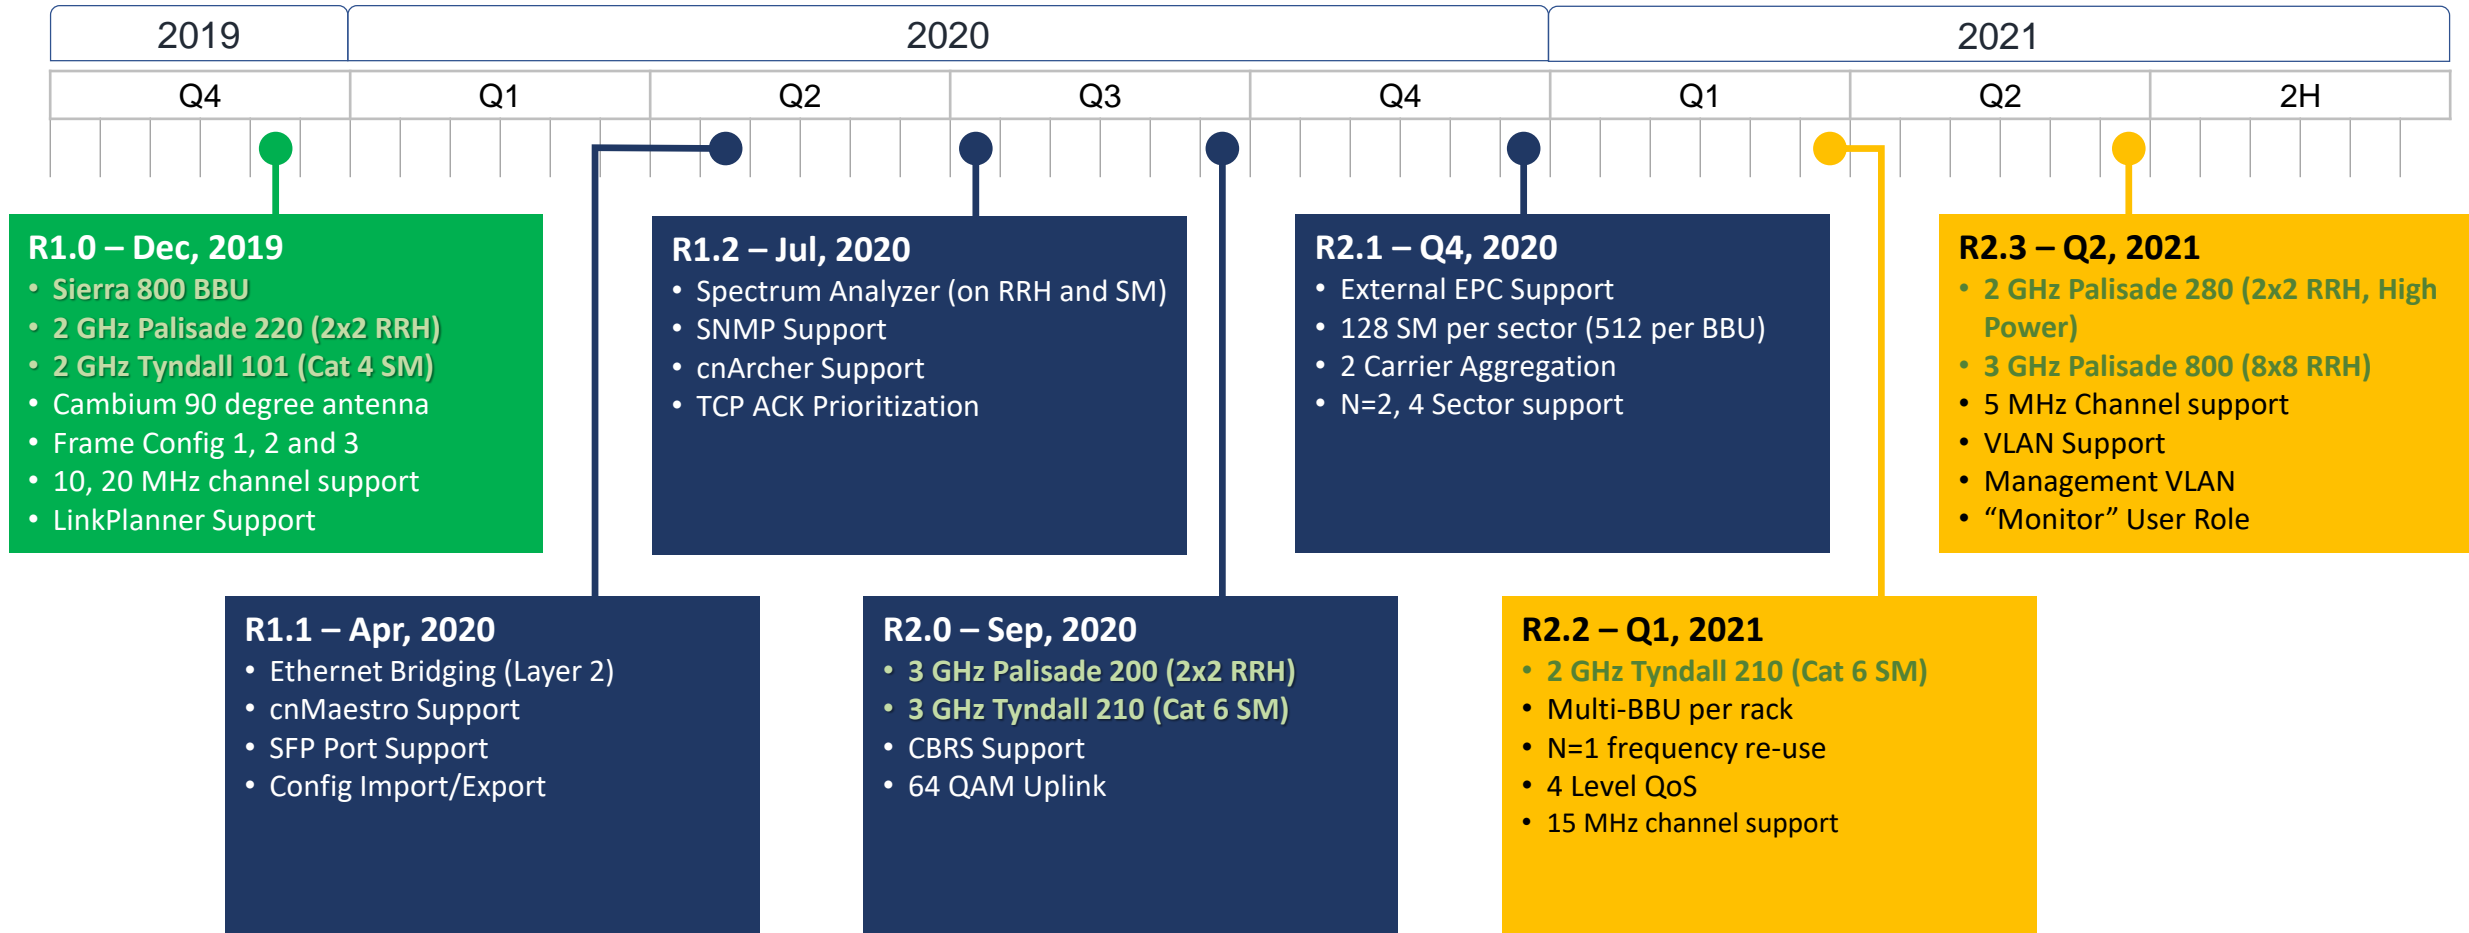 2019
2020
2021
Q4
Q1
Q2
Q3
Q4
Q1
Q2
2H
R1.0 – Dec, 2019
• Sierra 800 BBU
• 2 GHz Palisade 220 (2x2 RRH)
• 2 GHz Tyndall 101 (Cat 4 SM)
• Cambium 90 degree antenna
• Frame Config 1, 2 and 3
• 10, 20 MHz channel support
• LinkPlanner Support
R1.2 – Jul, 2020
• Spectrum Analyzer (on RRH and SM)
• SNMP Support
• cnArcher Support
• TCP ACK Prioritization
R2.1 – Q4, 2020
• External EPC Support
• 128 SM per sector (512 per BBU)
• 2 Carrier Aggregation
• N=2, 4 Sector support
R2.3 – Q2, 2021
• 2 GHz Palisade 280 (2x2 RRH, High
Power)
• 3 GHz Palisade 800 (8x8 RRH)
• 5 MHz Channel support
• VLAN Support
• Management VLAN
• “Monitor” User Role
R1.1 – Apr, 2020
• Ethernet Bridging (Layer 2)
• cnMaestro Support
• SFP Port Support
• Config Import/Export
R2.0 – Sep, 2020
• 3 GHz Palisade 200 (2x2 RRH)
• 3 GHz Tyndall 210 (Cat 6 SM)
• CBRS Support
• 64 QAM Uplink
R2.2 – Q1, 2021
• 2 GHz Tyndall 210 (Cat 6 SM)
• Multi-BBU per rack
• N=1 frequency re-use
• 4 Level QoS
• 15 MHz channel support